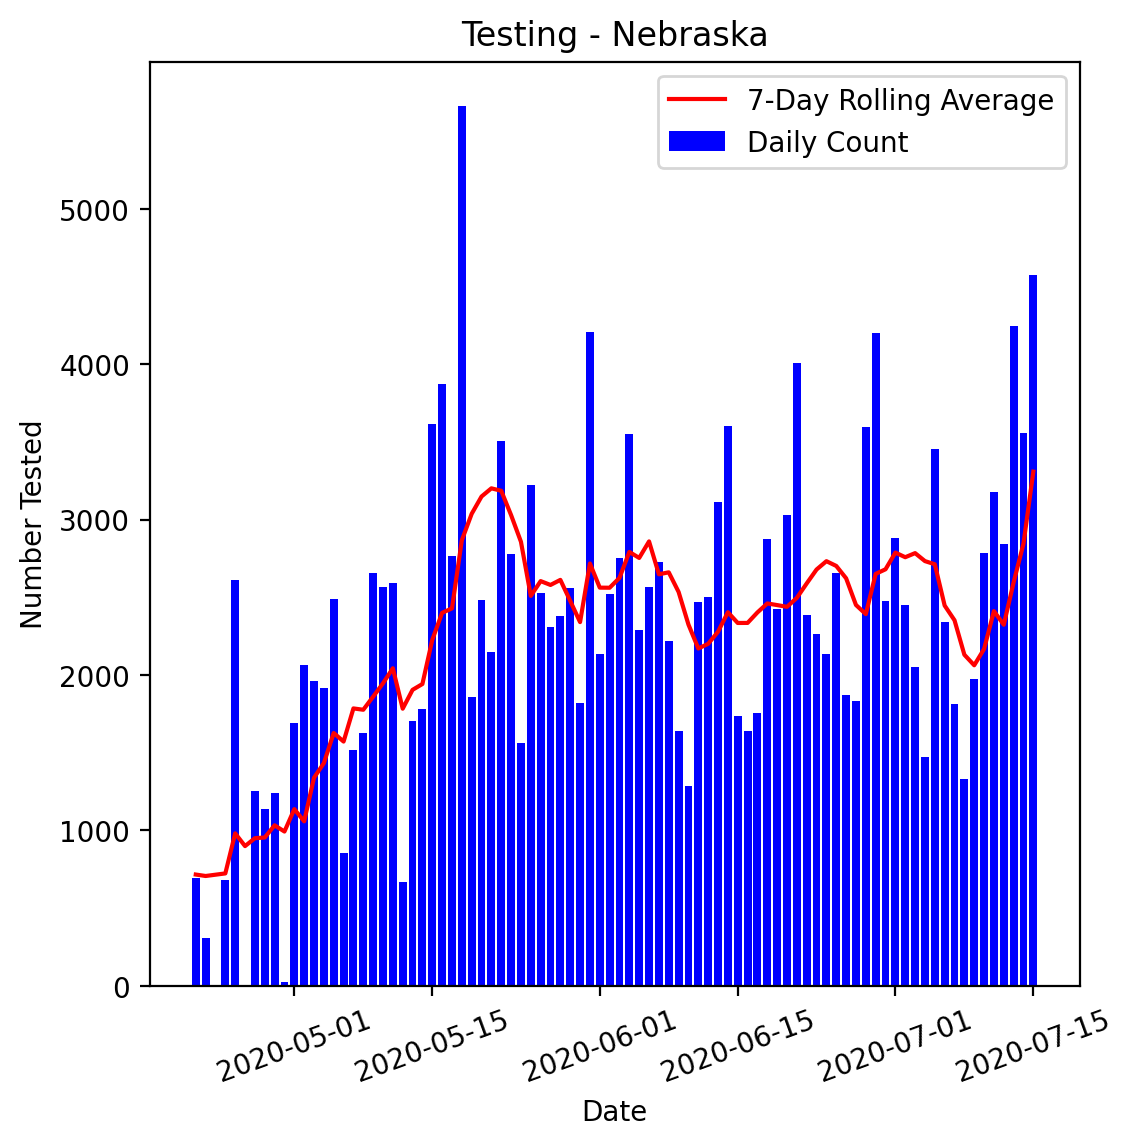 Testing - Nebraska
7-Day Rolling Average
Daily Count
Number Tested
5000
4000
3000
2000
1000
0
2020-05-01
2020-05-15
2020-06-01
2020-06-15
2020-07-01
2020-07-15
Date